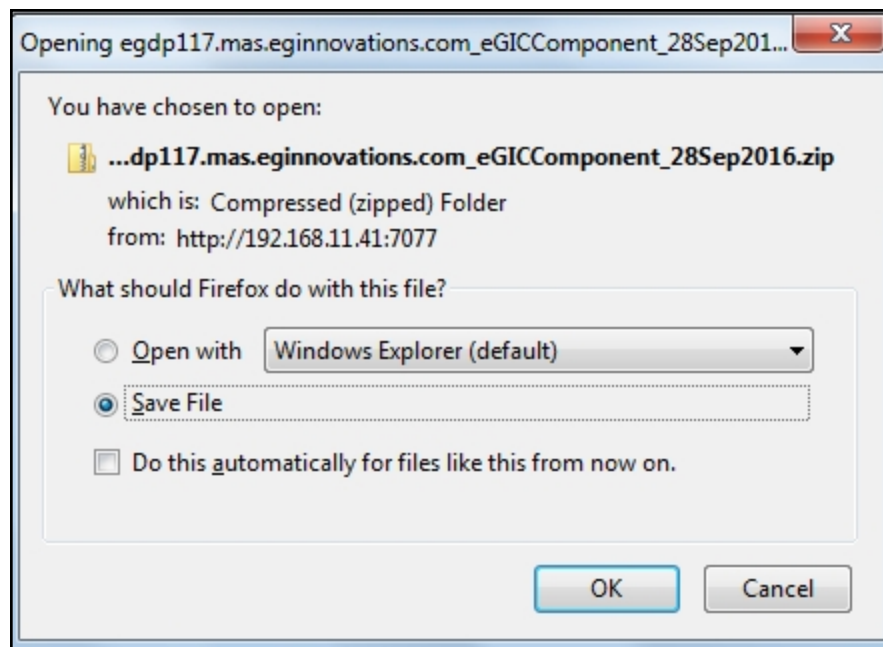 Opening egdp117.mas.eginnovations.com_eGICComponent_28Sep201...
You have chosen to open:
...dp117.mas.eginnovations.com_eGICComponent_28Sep2016.zip
which is: Compressed (zipped) Folder
from: http://192.168.11.41:7077
What should Firefox do with this file?
Open with Windows Explorer (default)
Save File
Do this automatically for files like this from now on.
OK Cancel